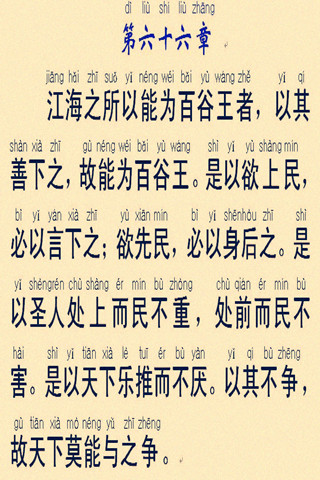 dì liù shí liù zhāng
第六十六章
jiāng hǎi zhī suǒ yǐ néng wéi bǎi yù wáng zhě yǐ qí
江海之所以能为百谷王者，以其
shàn xià zhī gù néng wéi bǎi yù wáng shì yǐ yù shàng mín
善下之，故能为百谷王。是以欲上民，
bì yǐ yán xià zhī yù xiān mín bì yǐ shēnhòu zhī shì
必以言下之；欲先民，必以身后之。是
yǐ shéngrén chù shàng ér mín bù zhòng chù qián ér mín bù
以圣人处上而民不重，处前而民不
hài shì yǐ tiān xià lè tuī ér bù yàn yǐ qí bù zhēng
害。是以天下乐推而不厌。以其不争，
gù tiān xià mò néng yǔ zhī zhēng
故天下莫能与之争。